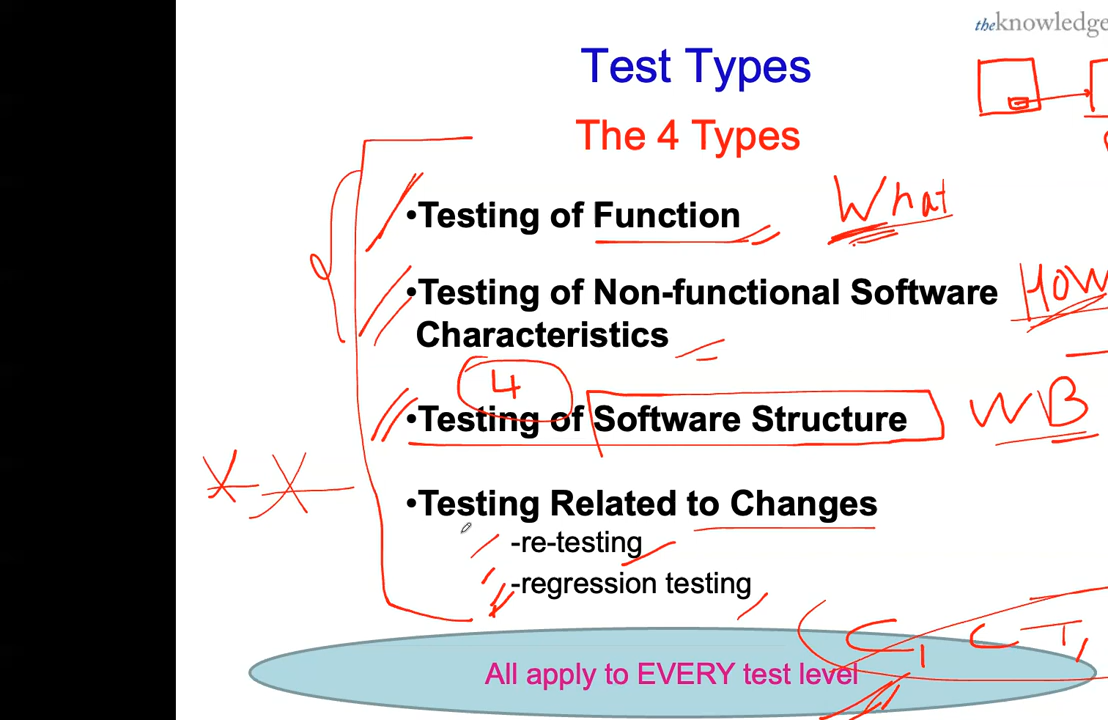 theknowledge
Test Types
The 4 Types
•Testing of Function What
•Testing of Non-functional Software HOW
Characteristics
4
•Testing of Software Structure WB
•Testing Related to Changes
-re-testing
-regression testing
C, C T,
All apply to EVERY test level